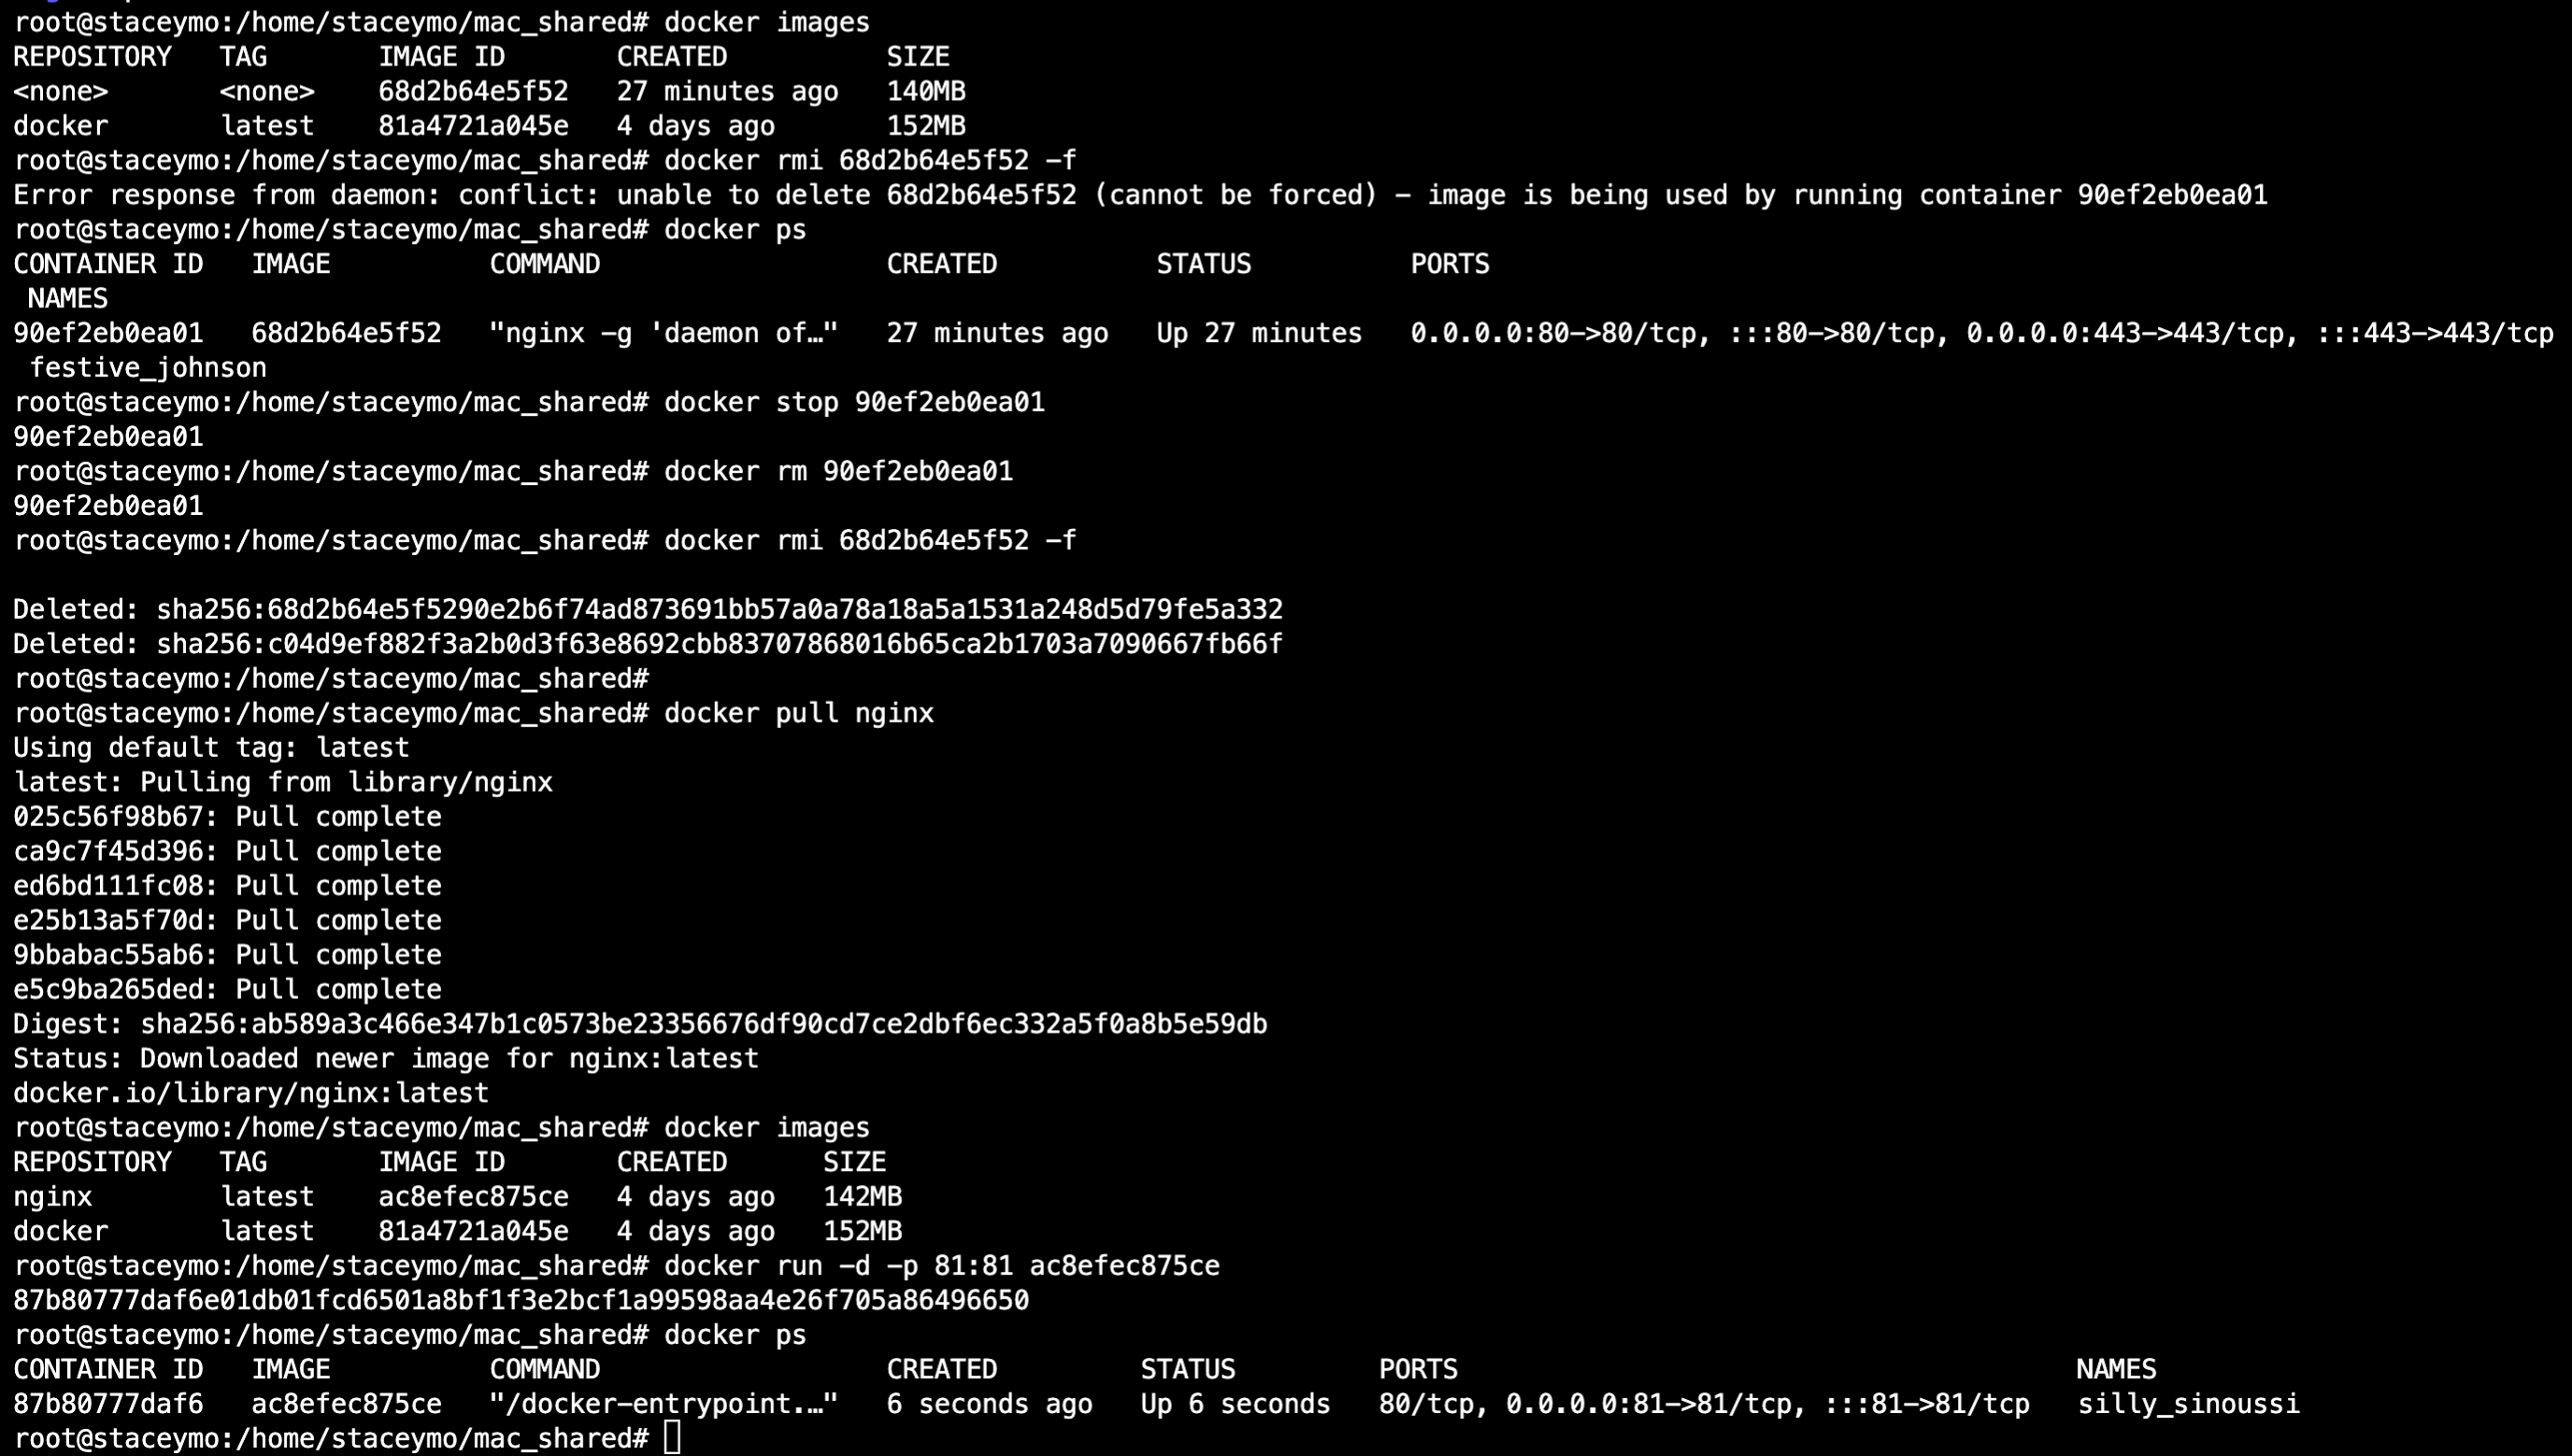 root@staceymo:/home/staceymo/mac_shared# docker images
REPOSITORY   TAG       IMAGE ID       CREATED          SIZE
<none>       <none>    68d2b64e5f52   27 minutes ago   140MB
docker       latest    81a4721a045e   4 days ago       152MB
root@staceymo:/home/staceymo/mac_shared# docker rmi 68d2b64e5f52 -f
Error response from daemon: conflict: unable to delete 68d2b64e5f52 (cannot be forced) - image is being used by running container 90ef2eb0ea01
root@staceymo:/home/staceymo/mac_shared# docker ps
CONTAINER ID   IMAGE          COMMAND                  CREATED          STATUS          PORTS
 NAMES
90ef2eb0ea01   68d2b64e5f52   "nginx -g 'daemon of…"   27 minutes ago   Up 27 minutes   0.0.0.0:80->80/tcp, :::80->80/tcp, 0.0.0.0:443->443/tcp, :::443->443/tcp
 festive_johnson
root@staceymo:/home/staceymo/mac_shared# docker stop 90ef2eb0ea01
90ef2eb0ea01
root@staceymo:/home/staceymo/mac_shared# docker rm 90ef2eb0ea01
90ef2eb0ea01
root@staceymo:/home/staceymo/mac_shared# docker rmi 68d2b64e5f52 -f
Deleted: sha256:68d2b64e5f5290e2b6f74ad873691bb57a0a78a18a5a1531a248d5d79fe5a332
Deleted: sha256:c04d9ef882f3a2b0d3f63e8692cbb83707868016b65ca2b1703a7090667fb66f
root@staceymo:/home/staceymo/mac_shared#
root@staceymo:/home/staceymo/mac_shared# docker pull nginx
Using default tag: latest
latest: Pulling from library/nginx
025c56f98b67: Pull complete
ca9c7f45d396: Pull complete
ed6bd111fc08: Pull complete
e25b13a5f70d: Pull complete
9bbabac55ab6: Pull complete
e5c9ba265ded: Pull complete
Digest: sha256:ab589a3c466e347b1c0573be23356676df90cd7ce2dbf6ec332a5f0a8b5e59db
Status: Downloaded newer image for nginx:latest
docker.io/library/nginx:latest
root@staceymo:/home/staceymo/mac_shared# docker images
REPOSITORY   TAG       IMAGE ID       CREATED      SIZE
nginx        latest    ac8efec875ce   4 days ago   142MB
docker       latest    81a4721a045e   4 days ago   152MB
root@staceymo:/home/staceymo/mac_shared# docker run -d -p 81:81 ac8efec875ce
87b80777daf6e01db01fcd6501a8bf1f3e2bcf1a99598aa4e26f705a86496650
root@staceymo:/home/staceymo/mac_shared# docker ps
CONTAINER ID   IMAGE          COMMAND                  CREATED         STATUS         PORTS                                       NAMES
87b80777daf6   ac8efec875ce   "/docker-entrypoint.…"   6 seconds ago   Up 6 seconds   80/tcp, 0.0.0.0:81->81/tcp, :::81->81/tcp   silly_sinoussi
root@staceymo:/home/staceymo/mac_shared#